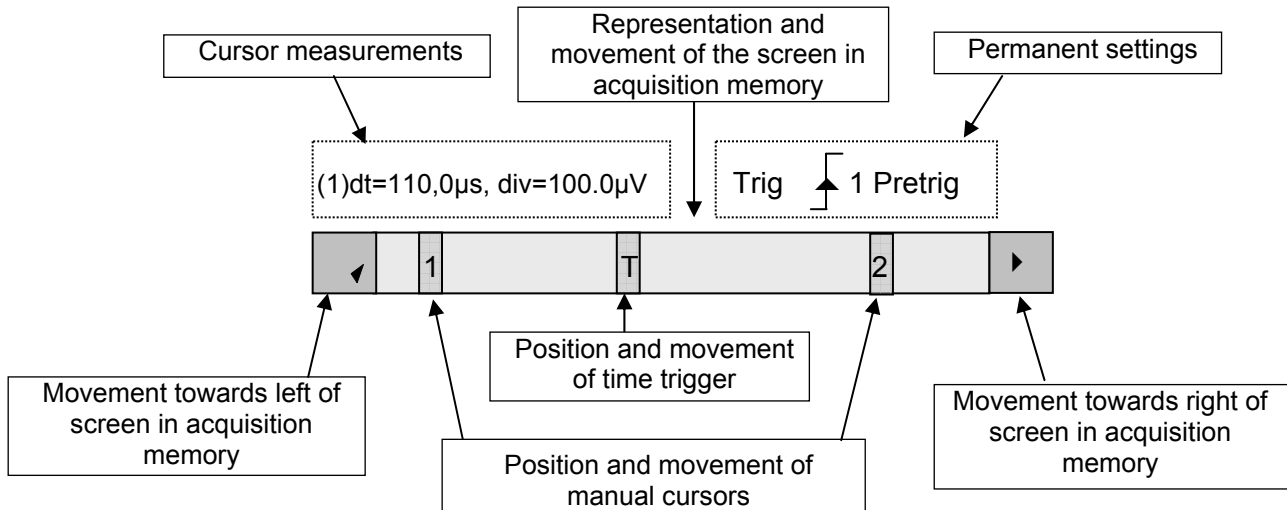 Cursor measurements
Representation and
movement of the screen in
acquisition memory
Permanent settings
(1)dt=110,0µs, div=100.0µV
Trig 1 Pretrig
1 T 2
Position and movement
of time trigger
Movement towards left of
screen in acquisition
memory
Position and movement of
manual cursors
Movement towards right of
screen in acquisition
memory